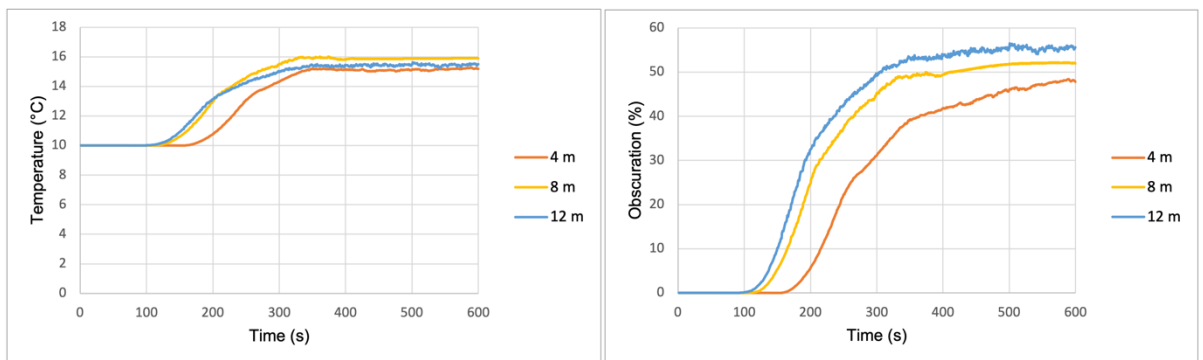 18
16
14
12
10
8
6
4
2
0
Temperature (°C)
0 100 200 300 400 500 600
Time (s)
4 m
8 m
12 m
60
50
40
30
20
10
0
Obscuration (%)
0 100 200 300 400 500 600
Time (s)
4 m
8 m
12 m